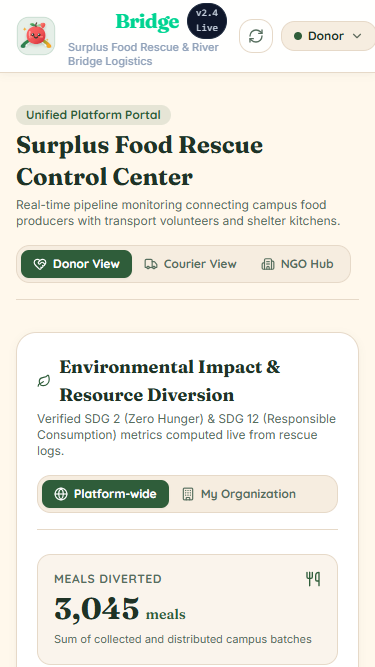 Bridge
v2.4
Live
Surplus Food Rescue & River
Bridge Logistics
Donor
Unified Platform Portal
Surplus Food Rescue
Control Center
Real-time pipeline monitoring connecting campus food
producers with transport volunteers and shelter kitchens.
Donor View
Courier View
NGO Hub
Environmental Impact &
Resource Diversion
Verified SDG 2 (Zero Hunger) & SDG 12 (Responsible
Consumption) metrics computed live from rescue
logs.
Platform-wide
My Organization
MEALS DIVERTED
3,045 meals
Sum of collected and distributed campus batches